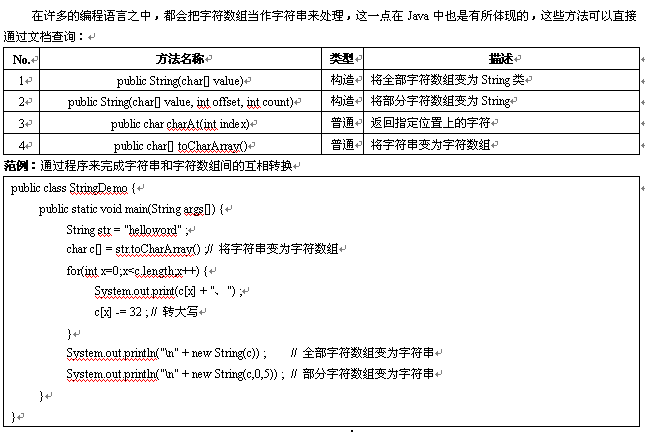 在许多的编程语言之中，都会把字符数组当作字符串来处理，这一点在 Java 中也是有所体现的，这些方法可以直接
通过文档查询：
No. 方法名称 类型 描述
1 public String(char[] value) 构造 将全部字符数组变为 String 类
2 public String(char[] value, int offset, int count) 构造 将部分字符数组变为 String
3 public char charAt(int index) 普通 返回指定位置上的字符
4 public char[] toCharArray() 普通 将字符串变为字符数组
范例：通过程序来完成字符串和字符数组间的互相转换
public class StringDemo {
public static void main(String args[]) {
String str = "helloword" ;
char c[] = str.toCharArray() ;// 将字符串变为字符数组
for(int x=0;x<c.length;x++) {
System.out.print(c[x] + "、") ;
c[x] -= 32 ; // 转大写
}
System.out.println("\n" + new String(c)) ; // 全部字符数组变为字符串
System.out.println("\n" + new String(c,0,5)) ; // 部分字符数组变为字符串
}
}